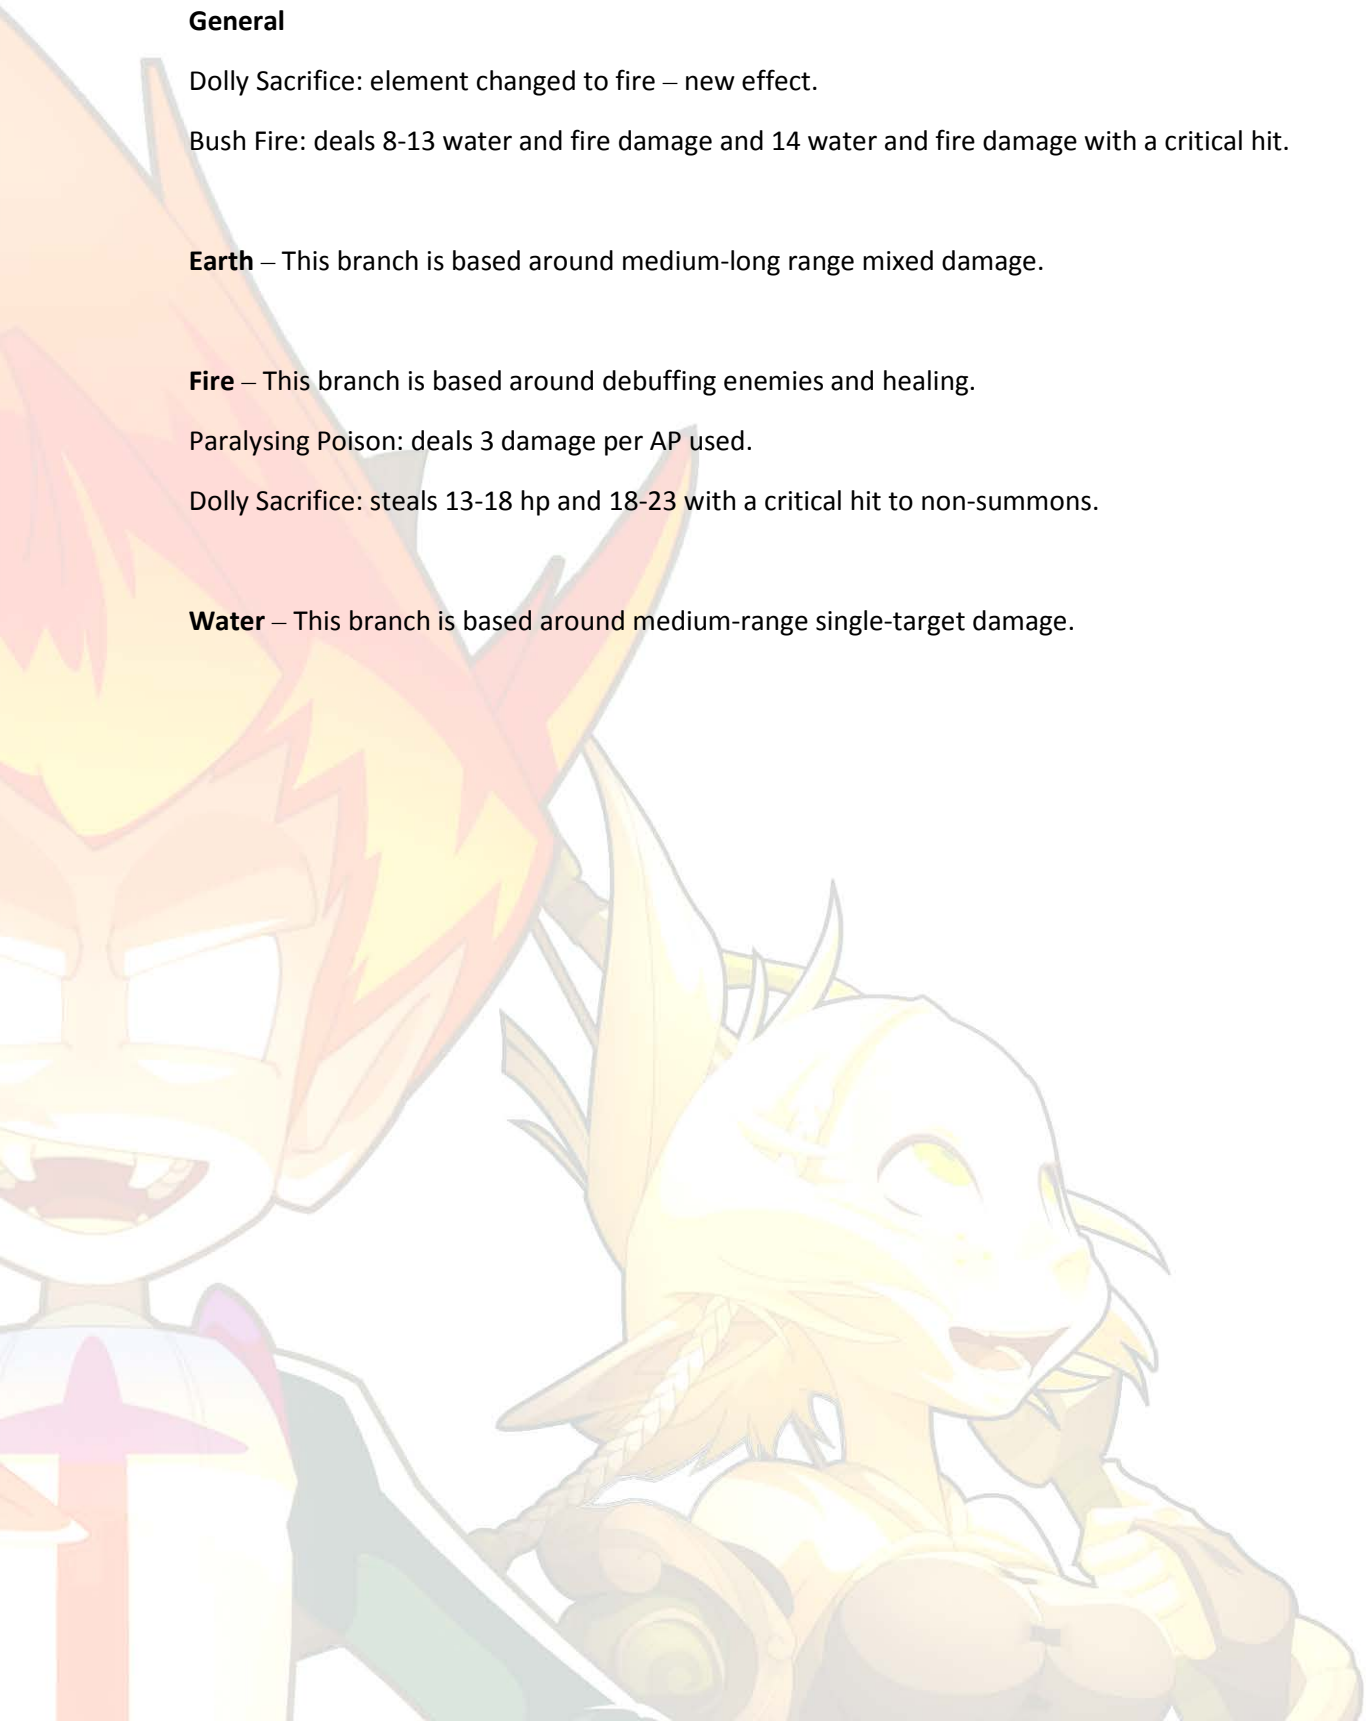 General
Dolly Sacrifice: element changed to fire – new effect.
Bush Fire: deals 8-13 water and fire damage and 14 water and fire damage with a critical hit.
Earth – This branch is based around medium-long range mixed damage.
Fire – This branch is based around debuffing enemies and healing.
Paralysing Poison: deals 3 damage per AP used.
Dolly Sacrifice: steals 13-18 hp and 18-23 with a critical hit to non-summons.
Water – This branch is based around medium-range single-target damage.